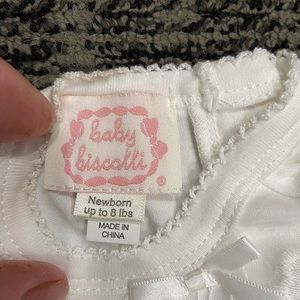 baby
biscotti
®
Newborn
up to 8 lbs
MADE IN
CHINA